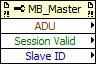 MB_Master
ADU
Session Valid
Slave ID